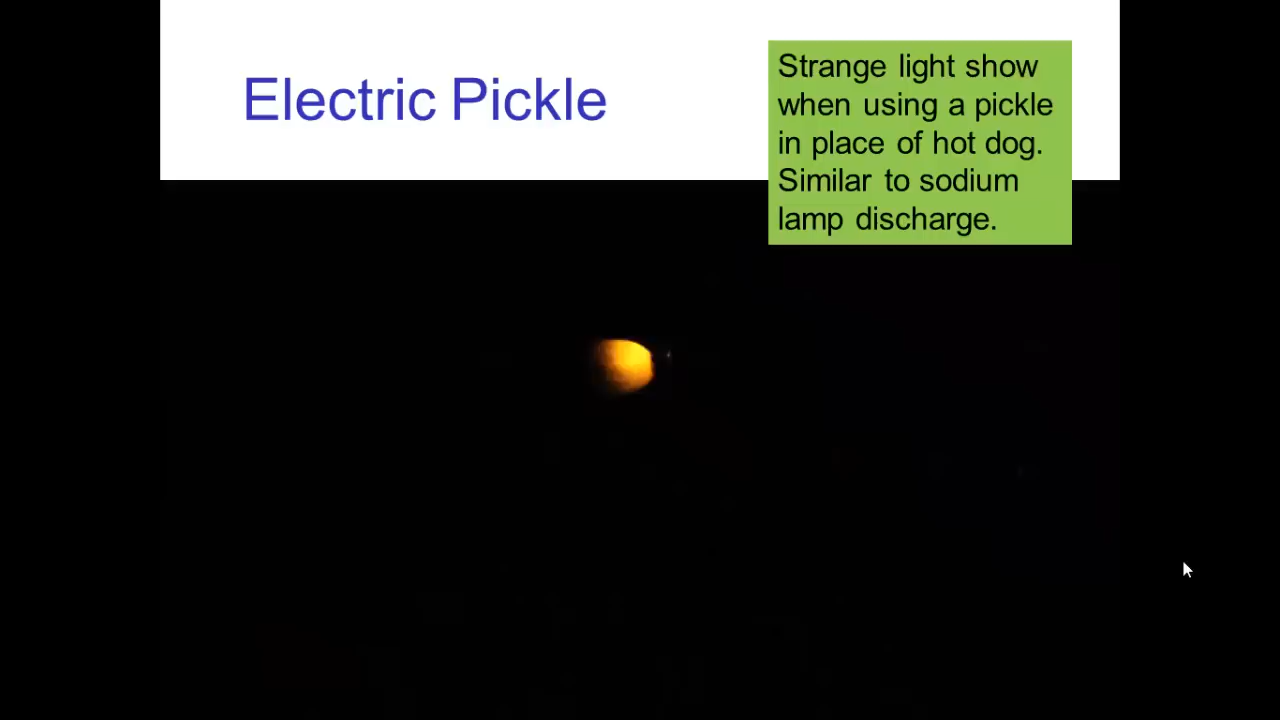 Electric Pickle
Strange light show
when using a pickle
in place of hot dog.
Similar to sodium
lamp discharge.